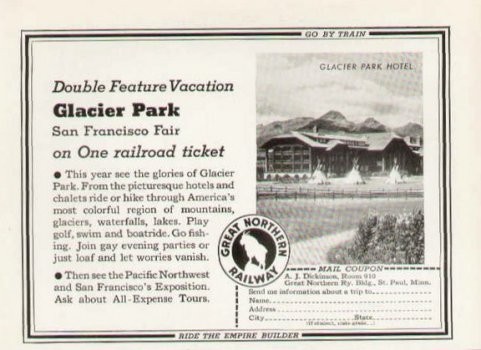 GO BY TRAIN
Double Feature Vacation
Glacier Park
San Francisco Fair
on One railroad ticket
● This year see the glories of Glacier
Park. From the picturesque hotels and
chalets ride or hike through America's
most colorful region of mountains,
glaciers, waterfalls, lakes. Play
golf, swim and boatride. Go fish-
ing. Join gay evening parties or
just loaf and let worries vanish.
● Then see the Pacific Northwest
and San Francisco's Exposition.
Ask about All-Expense Tours.
GLACIER PARK HOTEL
GREAT NORTHERN
RAILWAY
MAIL COUPON
A. J. Dickinson, Room 910
Great Northern Ry. Bldg., St. Paul, Minn.
Send me information about a trip to
Name
Address
City State
(If student, state grade...)
RIDE THE EMPIRE BUILDER